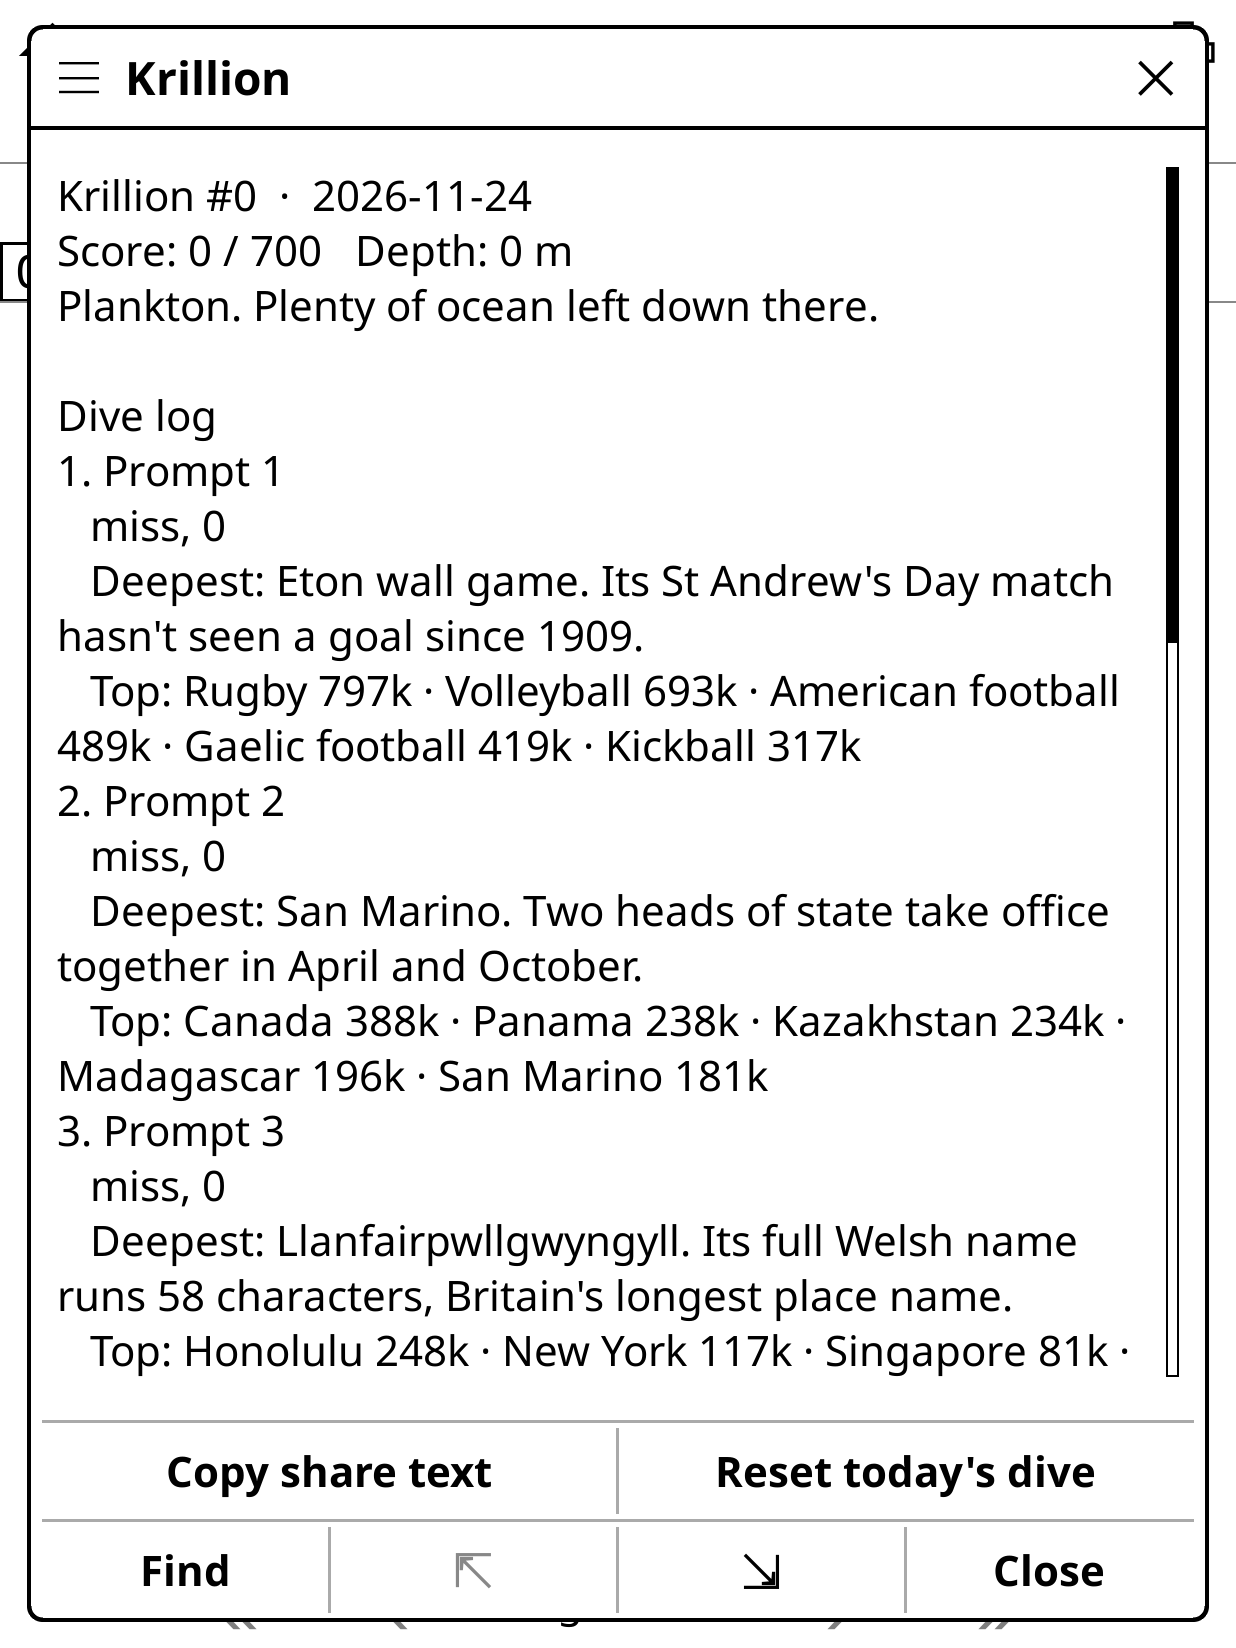 Krillion
Krillion #0 · 2026-11-24
Score: 0 / 700 Depth: 0 m
Plankton. Plenty of ocean left down there.
Dive log
1. Prompt 1
miss, 0
Deepest: Eton wall game. Its St Andrew's Day match
hasn't seen a goal since 1909.
Top: Rugby 797k · Volleyball 693k · American football
489k · Gaelic football 419k · Kickball 317k
2. Prompt 2
miss, 0
Deepest: San Marino. Two heads of state take office
together in April and October.
Top: Canada 388k · Panama 238k · Kazakhstan 234k ·
Madagascar 196k · San Marino 181k
3. Prompt 3
miss, 0
Deepest: Llanfairpwllgwyngyll. Its full Welsh name
runs 58 characters, Britain's longest place name.
Top: Honolulu 248k · New York 117k · Singapore 81k ·
Copy share text
Reset today's dive
Find
Close